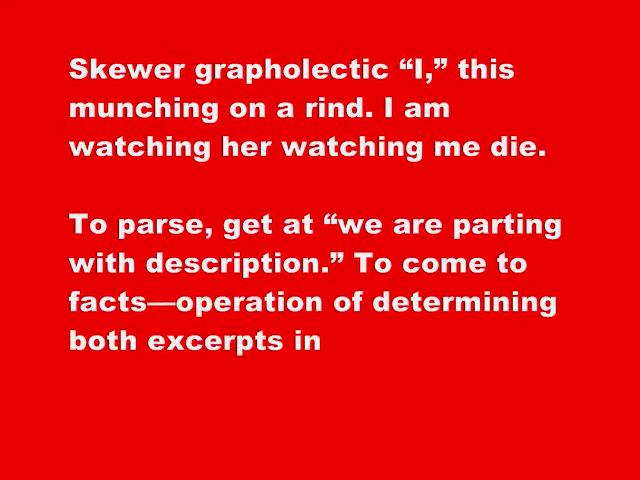 Skewer grapholectic “I,” this
munching on a rind. I am
watching her watching me die.
To parse, get at “we are parting
with description.” To come to
facts—operation of determining
both excerpts in